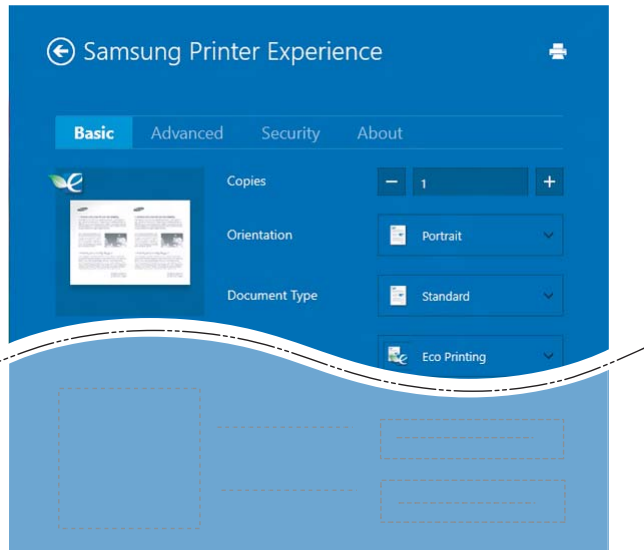 Samsung Printer Experience
Basic Advanced Security About
Copies 1
Orientation Portrait
Document Type Standard
Eco Printing